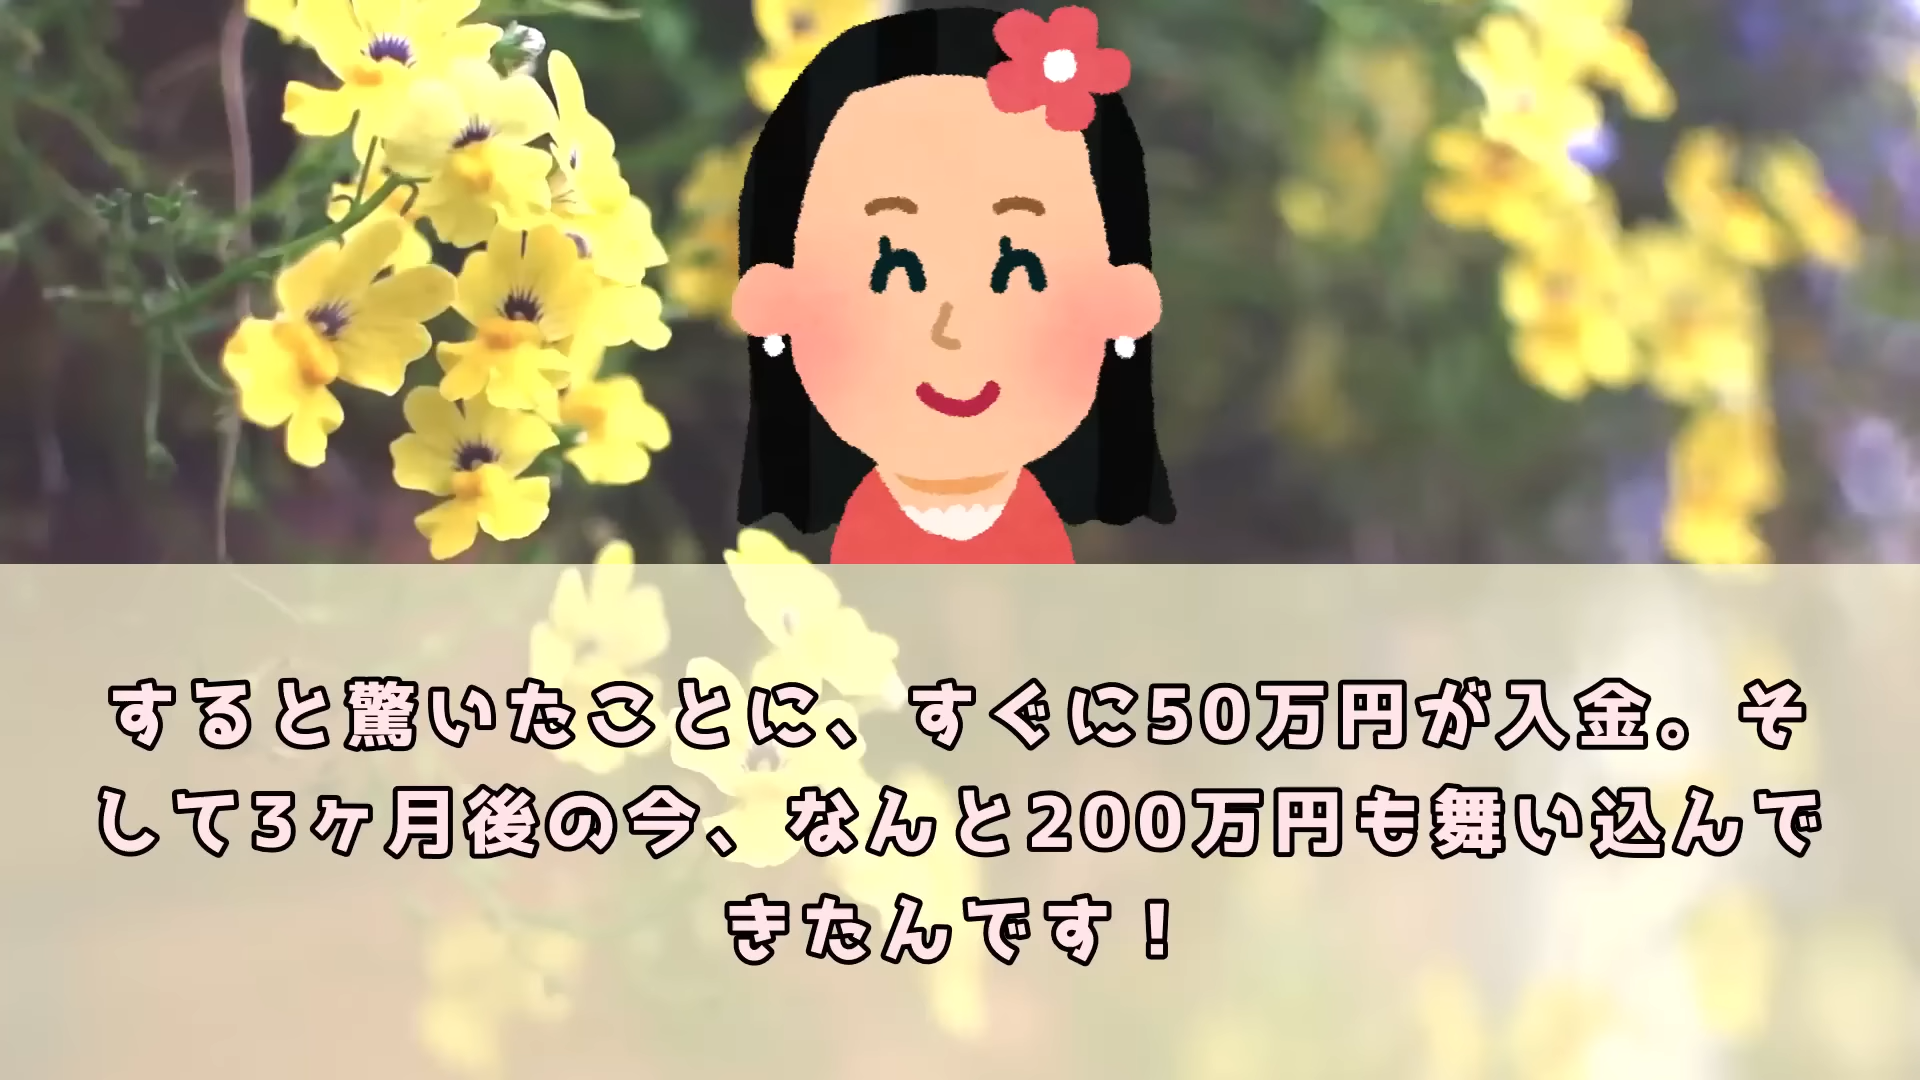 すると驚いたことに、すぐに50万円が入金。そ
して3ヶ月後の今、なんと200万円も舞い込んで
きたんです！